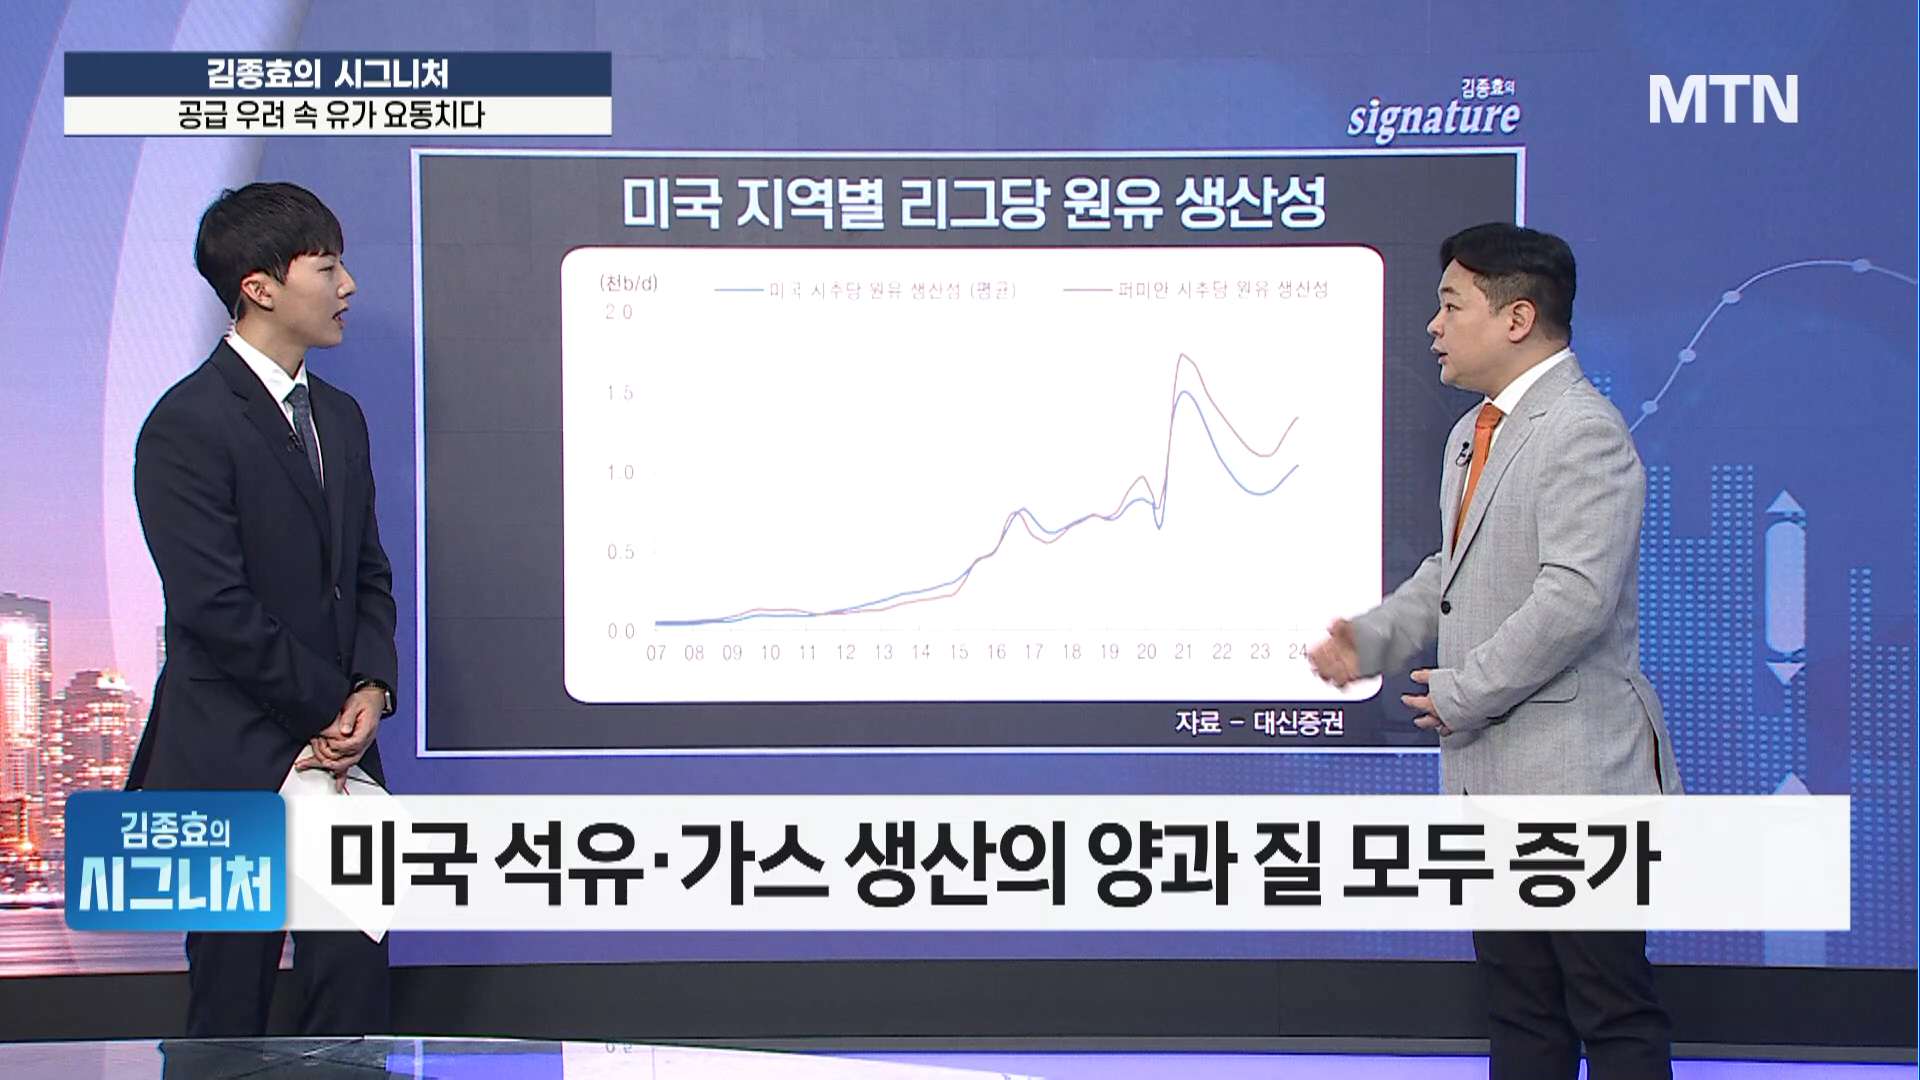 김종효의 시그니처
공급 우려 속 유가 요동치다
김종효의
signature
MTN
미국 지역별 리그당 원유 생산성
(천b/d)
미국 시추당 원유 생산성 (평균)
퍼미안 시추당 원유 생산성
2.0
1.5
1.0
0.5
0.0
07 08 09 10 11 12 13 14 15 16 17 18 19 20 21 22 23 24
자료 - 대신증권
김종효의
시그니처
미국 석유·가스 생산의 양과 질 모두 증가